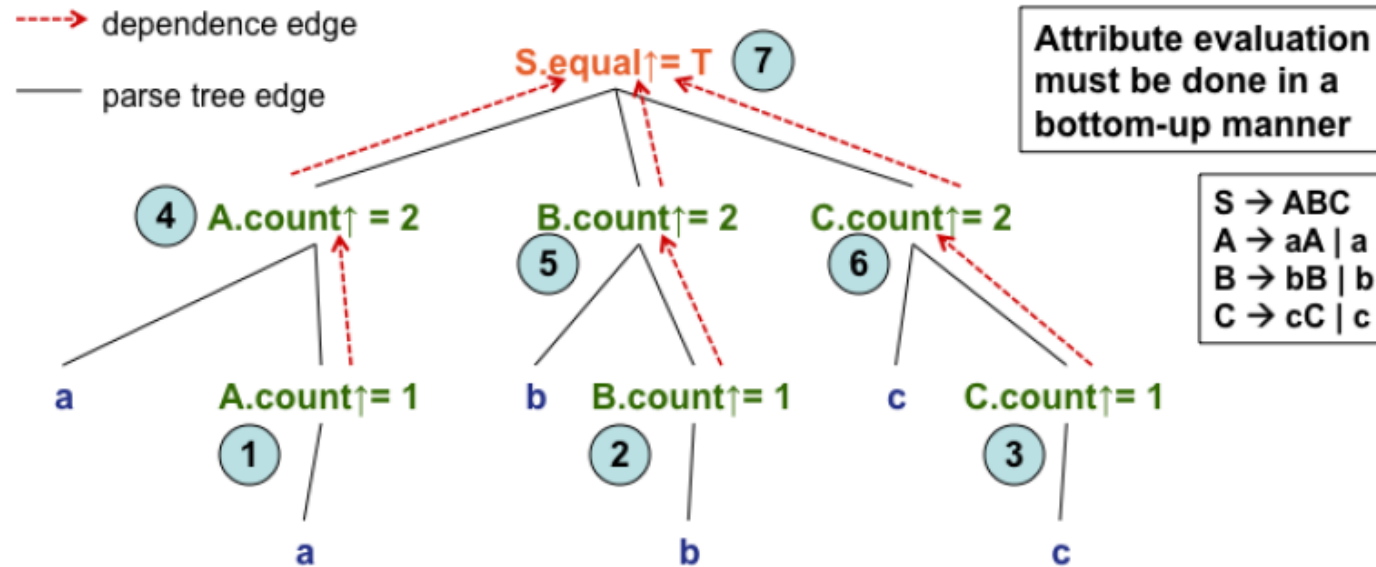 dependence edge
parse tree edge
S.equal↑= T
7
Attribute evaluation
must be done in a
bottom-up manner
S → ABC
A → aA | a
B → bB | b
C → cC | c
4
A.count↑ = 2
B.count↑= 2
C.count↑= 2
5
6
a
A.count↑= 1
b
B.count↑= 1
c
C.count↑= 1
1
2
3
a
b
c